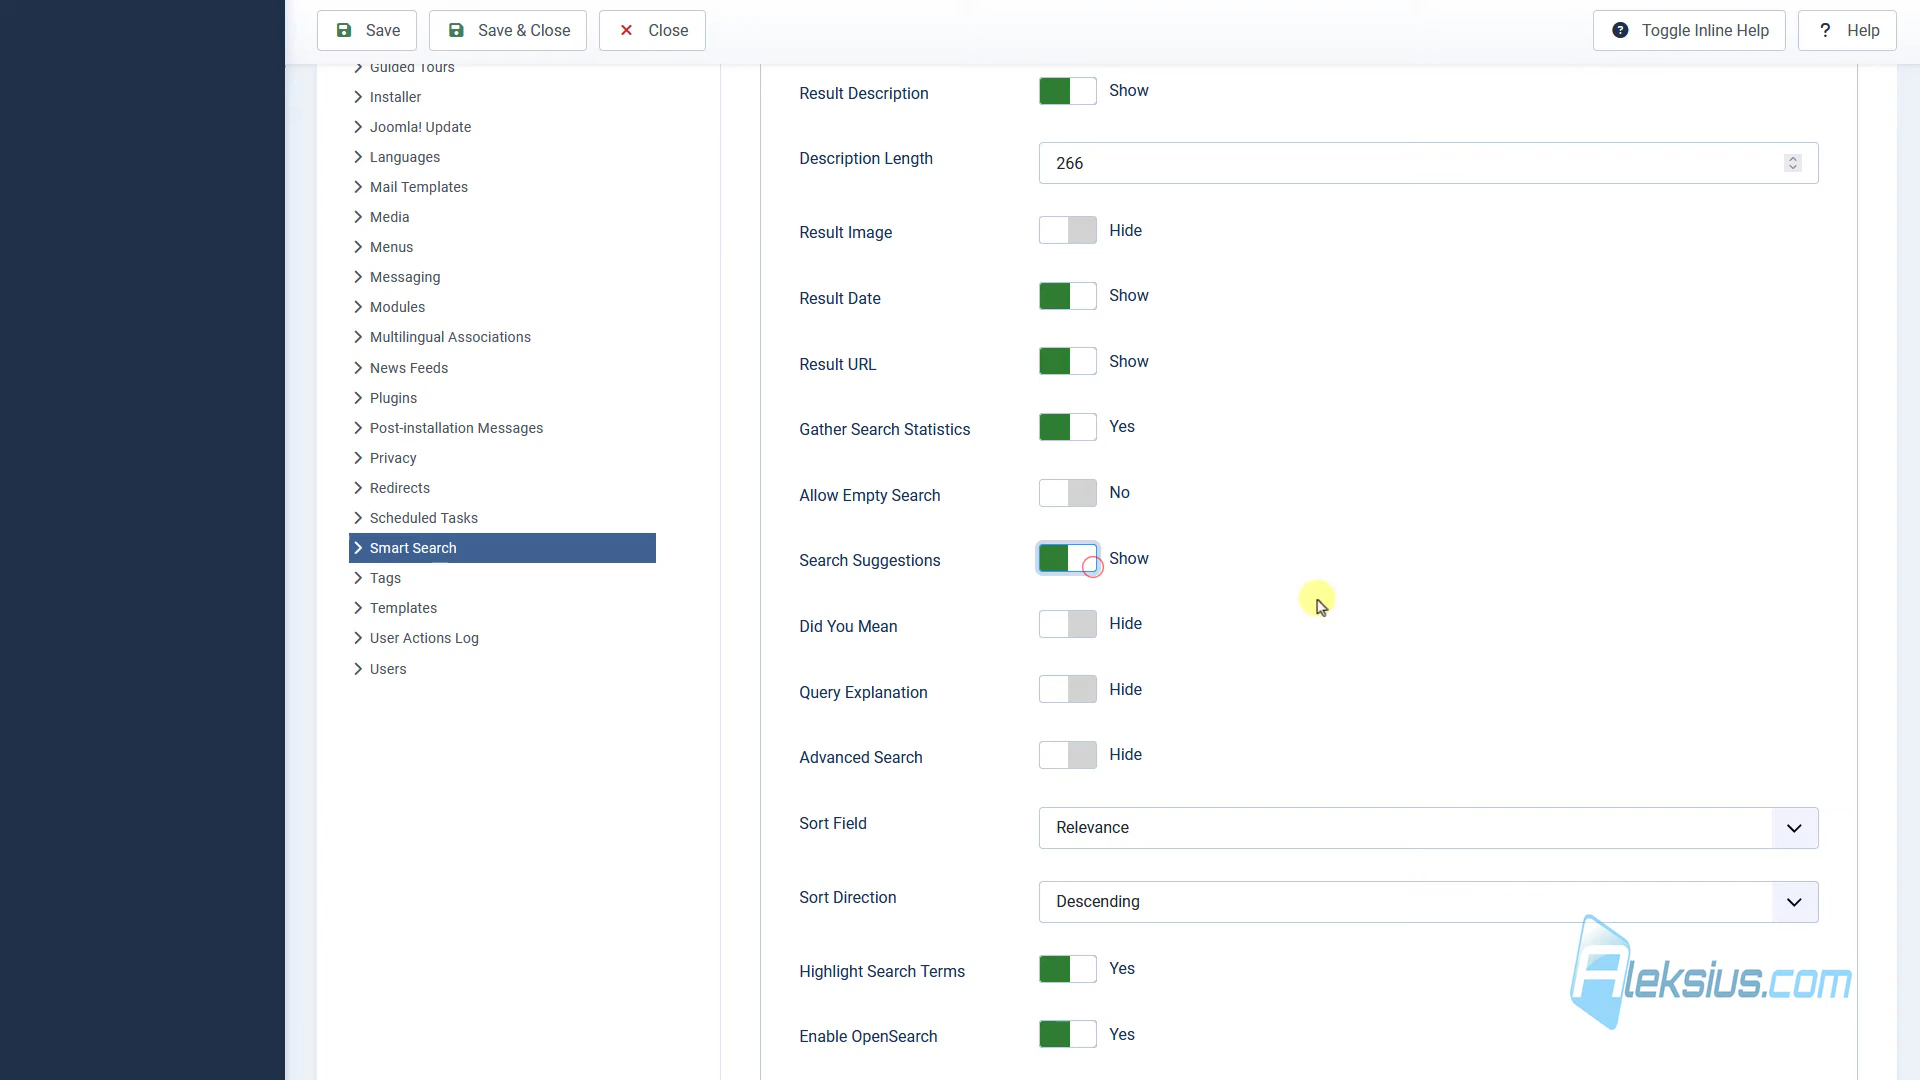 Save
Save & Close
Close
Toggle Inline Help
Help
Guided Tours
Installer
Joomla! Update
Languages
Mail Templates
Media
Menus
Messaging
Modules
Multilingual Associations
News Feeds
Plugins
Post-installation Messages
Privacy
Redirects
Scheduled Tasks
Smart Search
Tags
Templates
User Actions Log
Users
Result Description
Show
Description Length
266
Result Image
Hide
Result Date
Show
Result URL
Show
Gather Search Statistics
Yes
Allow Empty Search
No
Search Suggestions
Show
Did You Mean
Hide
Query Explanation
Hide
Advanced Search
Hide
Sort Field
Relevance
Sort Direction
Descending
Highlight Search Terms
Yes
Enable OpenSearch
Yes
Aleksius.com